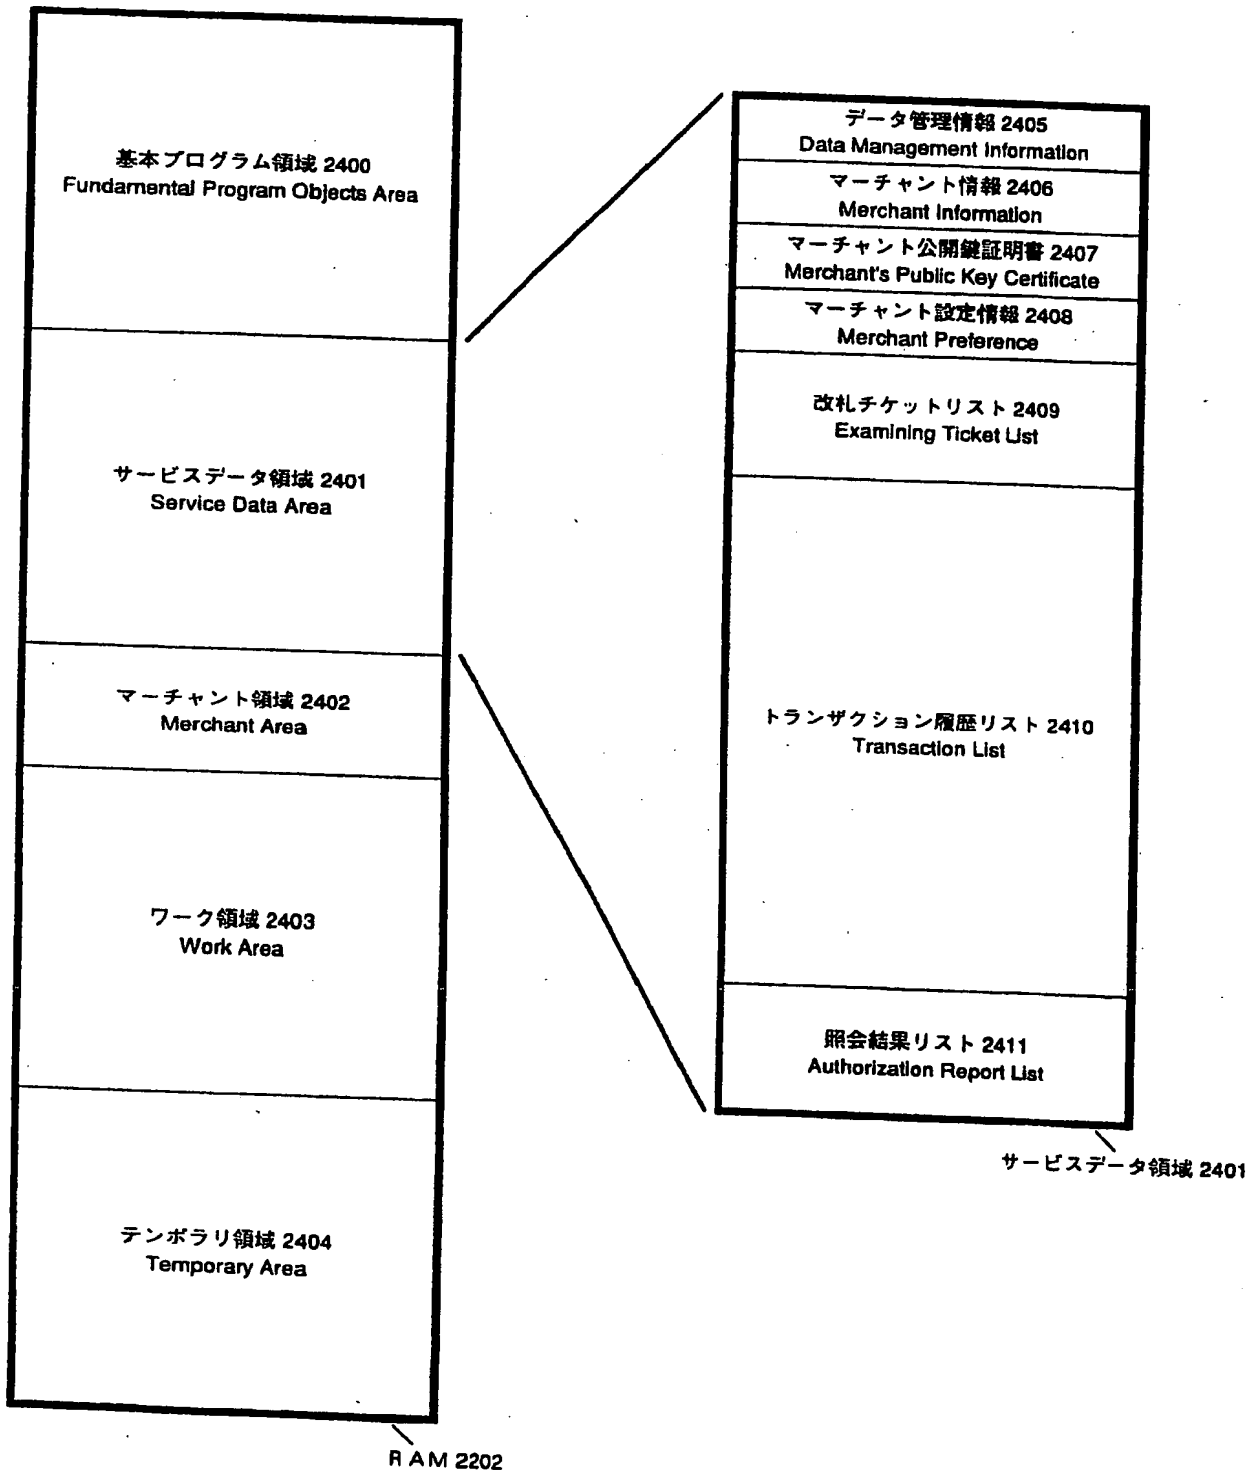 基本プログラム領域 2400
Fundamental Program Objects Area
サービスデータ領域 2401
Service Data Area
マーチャント領域 2402
Merchant Area
ワーク領域 2403
Work Area
テンポラリ領域 2404
Temporary Area
RAM 2202
データ管理情報 2405
Data Management Information
マーチャント情報 2406
Merchant Information
マーチャント公開鍵証明書 2407
Merchant's Public Key Certificate
マーチャント設定情報 2408
Merchant Preference
改札チケットリスト 2409
Examining Ticket List
トランザクション履歴リスト 2410
Transaction List
照会結果リスト 2411
Authorization Report List
サービスデータ領域 2401